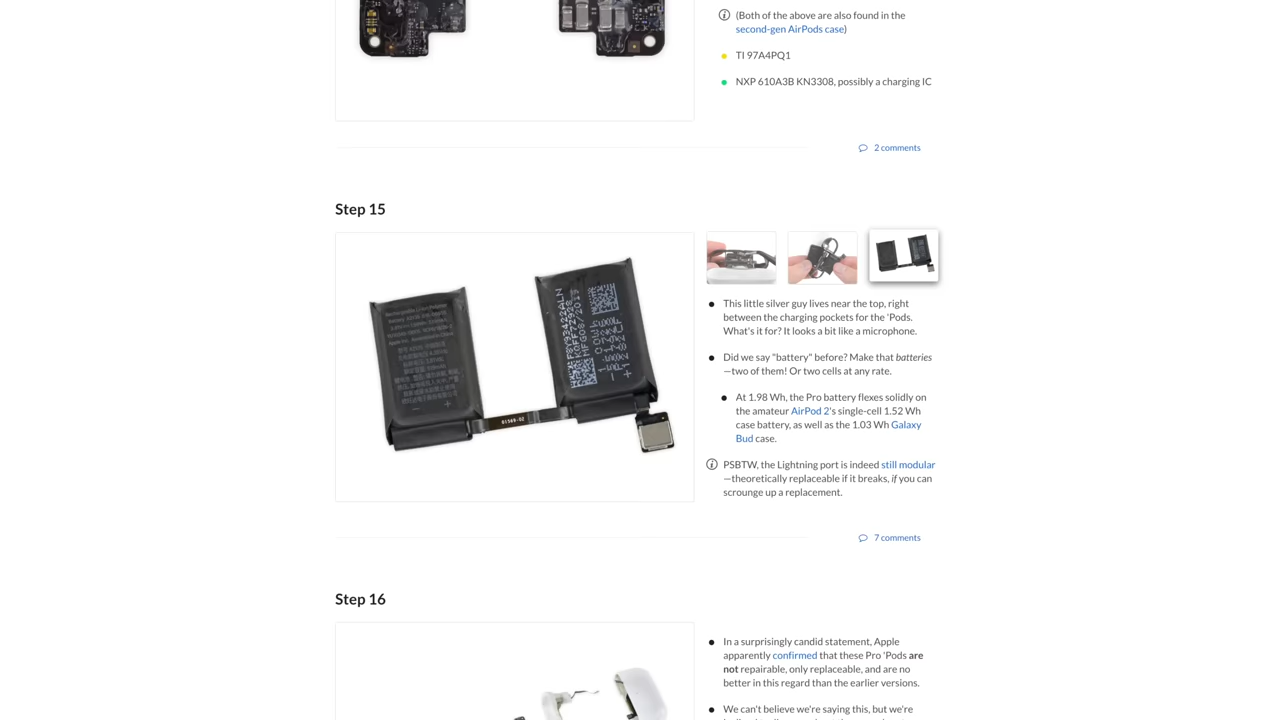 (Both of the above are also found in the
second-gen AirPods case)
TI 97A4PQ1
NXP 610A3B KN3308, possibly a charging IC
2 comments
Step 15
01569-02
This little silver guy lives near the top, right
between the charging pockets for the 'Pods.
What's it for? It looks a bit like a microphone.
Did we say "battery" before? Make that batteries
—two of them! Or two cells at any rate.
At 1.98 Wh, the Pro battery flexes solidly on
the amateur AirPod 2's single-cell 1.52 Wh
case battery, as well as the 1.03 Wh Galaxy
Bud case.
PSBTW, the Lightning port is indeed still modular
—theoretically replaceable if it breaks, if you can
scrounge up a replacement.
7 comments
Step 16
In a surprisingly candid statement, Apple
apparently confirmed that these Pro 'Pods are
not repairable, only replaceable, and are no
better in this regard than the earlier versions.
We can't believe we're saying this, but we're